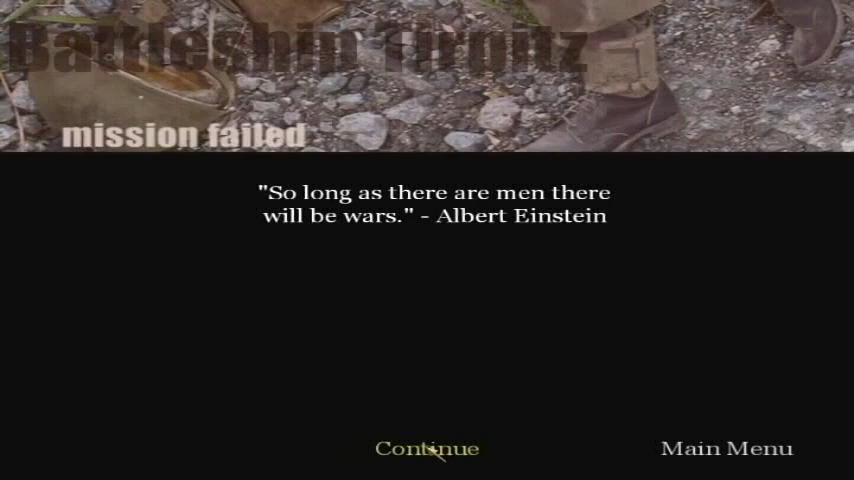 Battleship Tirpitz
mission failed
"So long as there are men there
will be wars." - Albert Einstein
Continue
Main Menu